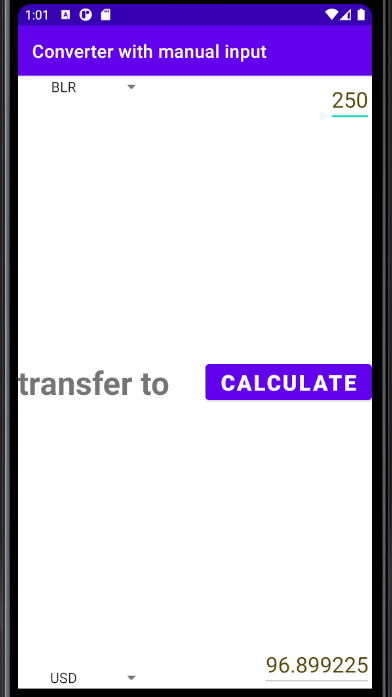 1:01
Converter with manual input
BLR
250
transfer to
CALCULATE
96.899225
USD